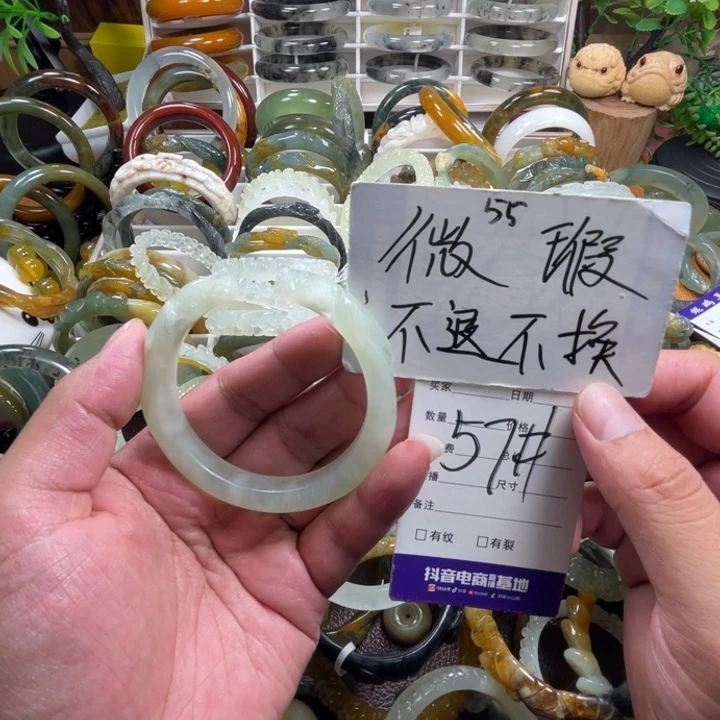 55
微 瑕
不退不换
买家 日期
数量 价格
57#
尺寸
备注
□有纹 □有裂
抖音电商直播基地